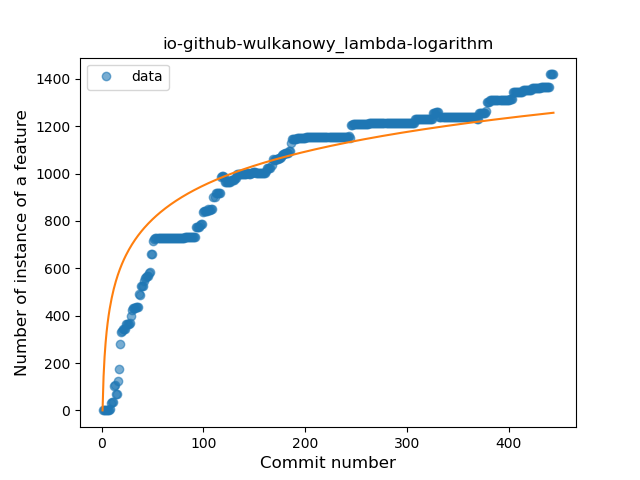 io-github-wulkanowy_lambda-logarithm
data
Number of instance of a feature
1400
1200
1000
800
600
400
200
0
0 100 200 300 400
Commit number